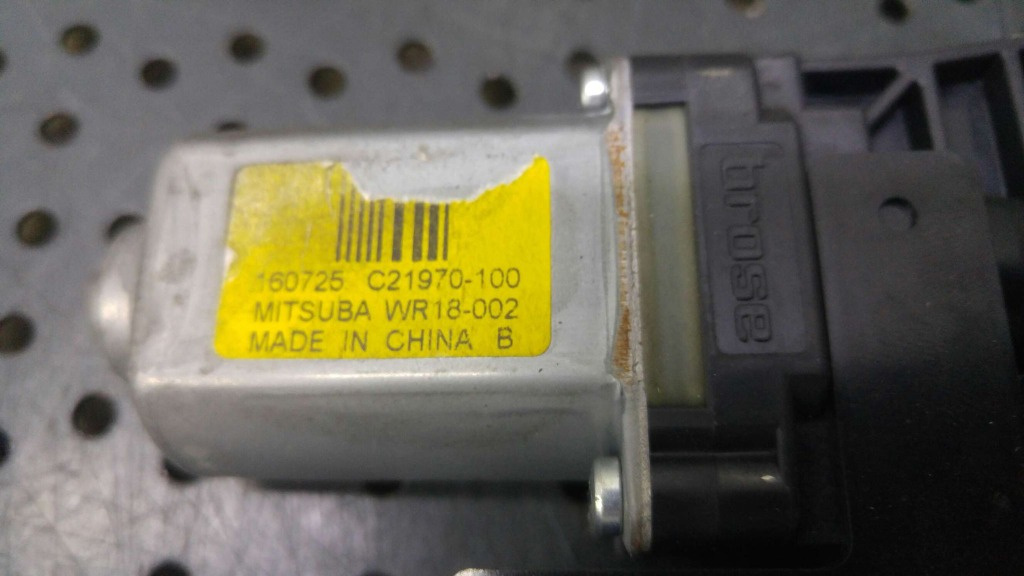 160725 C21970-100
MITSUBA WR18-002
MADE IN CHINA B
brose